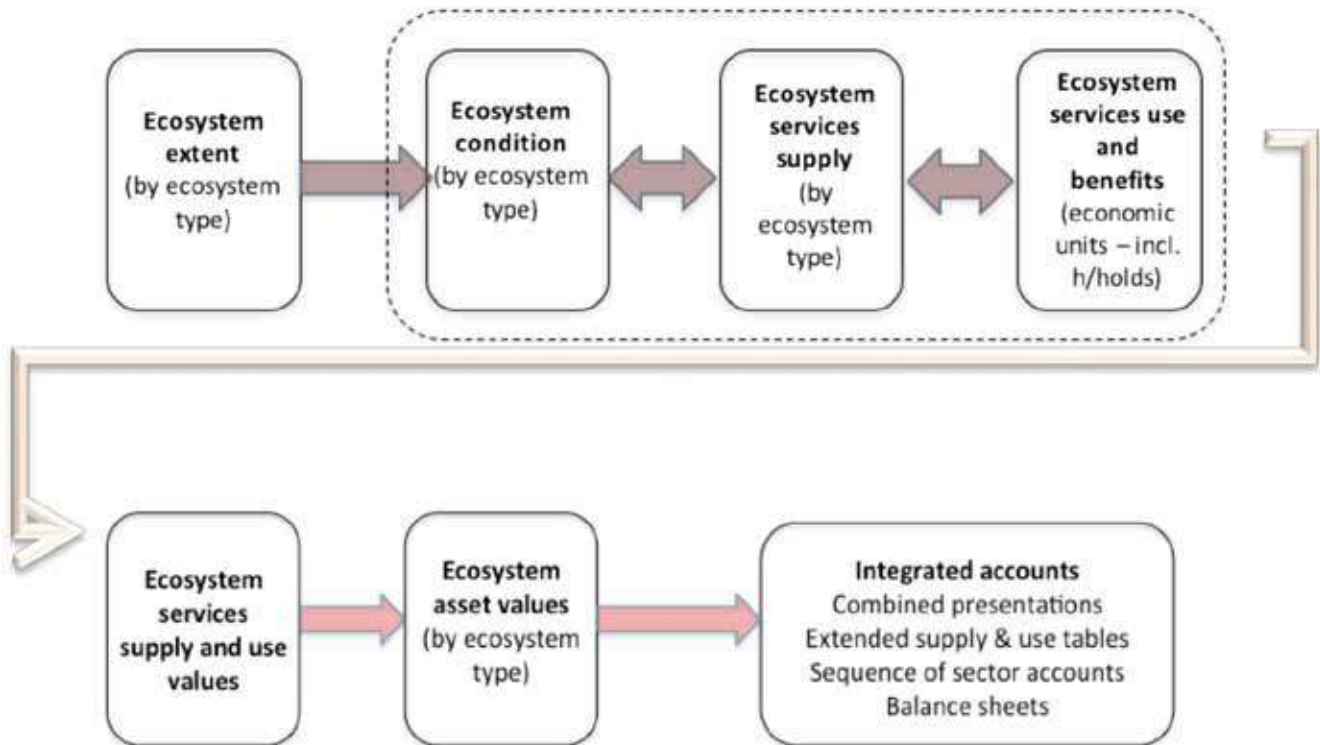 Ecosystem
extent
(by ecosystem
type)
Ecosystem
condition
(by ecosystem
type)
Ecosystem
services
supply
(by
ecosystem
type)
Ecosystem
services use
and
benefits
(economic
units – incl.
h/holds)
Ecosystem
services
supply and use
values
Ecosystem
asset values
(by ecosystem
type)
Integrated accounts
Combined presentations
Extended supply & use tables
Sequence of sector accounts
Balance sheets